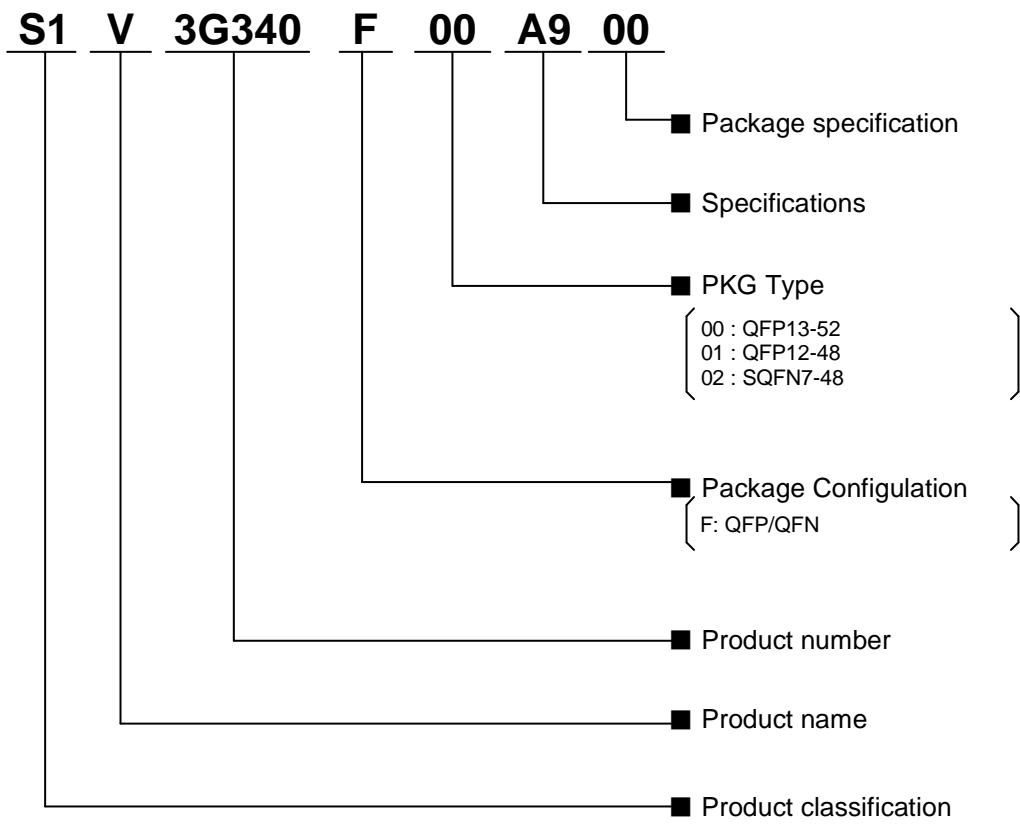 S1 V 3G340 F 00 A9 00
Package specification
Specifications
PKG Type
00 : QFP13-52
01 : QFP12-48
02 : SQFN7-48
Package Configulation
F: QFP/QFN
Product number
Product name
Product classification